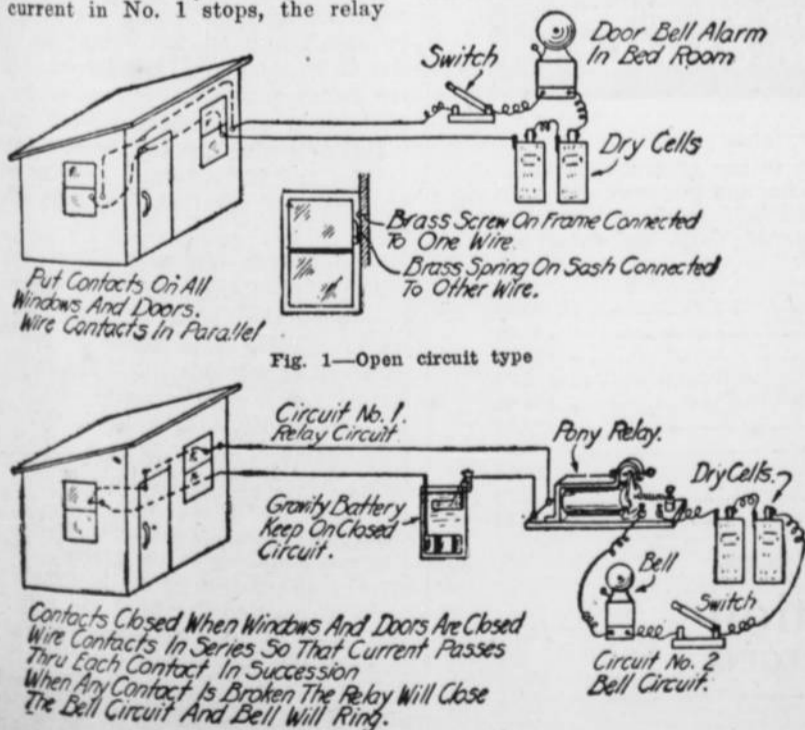 current in No. 1 stops, the relay
Switch
Door Bell Alarm
In Bed Room
Dry Cells
Brass Screw On Frame Connected
To One Wire.
Brass Spring On Sash Connected
To Other Wire.
Put Contacts On All
Windows And Doors.
Wire Contacts In Parallel
Fig. 1—Open circuit type
Circuit No. 1.
Relay Circuit
Pony Relay.
Dry Cells.
Gravity Battery
Keep On Closed
Circuit.
Bell
Switch
Contacts Closed When Windows And Doors Are Closed
Wire Contacts In Series So That Current Passes
Thru Each Contact In Succession
When Any Contact Is Broken The Relay Will Close
The Bell Circuit And Bell Will Ring.
Circuit No. 2
Bell Circuit.